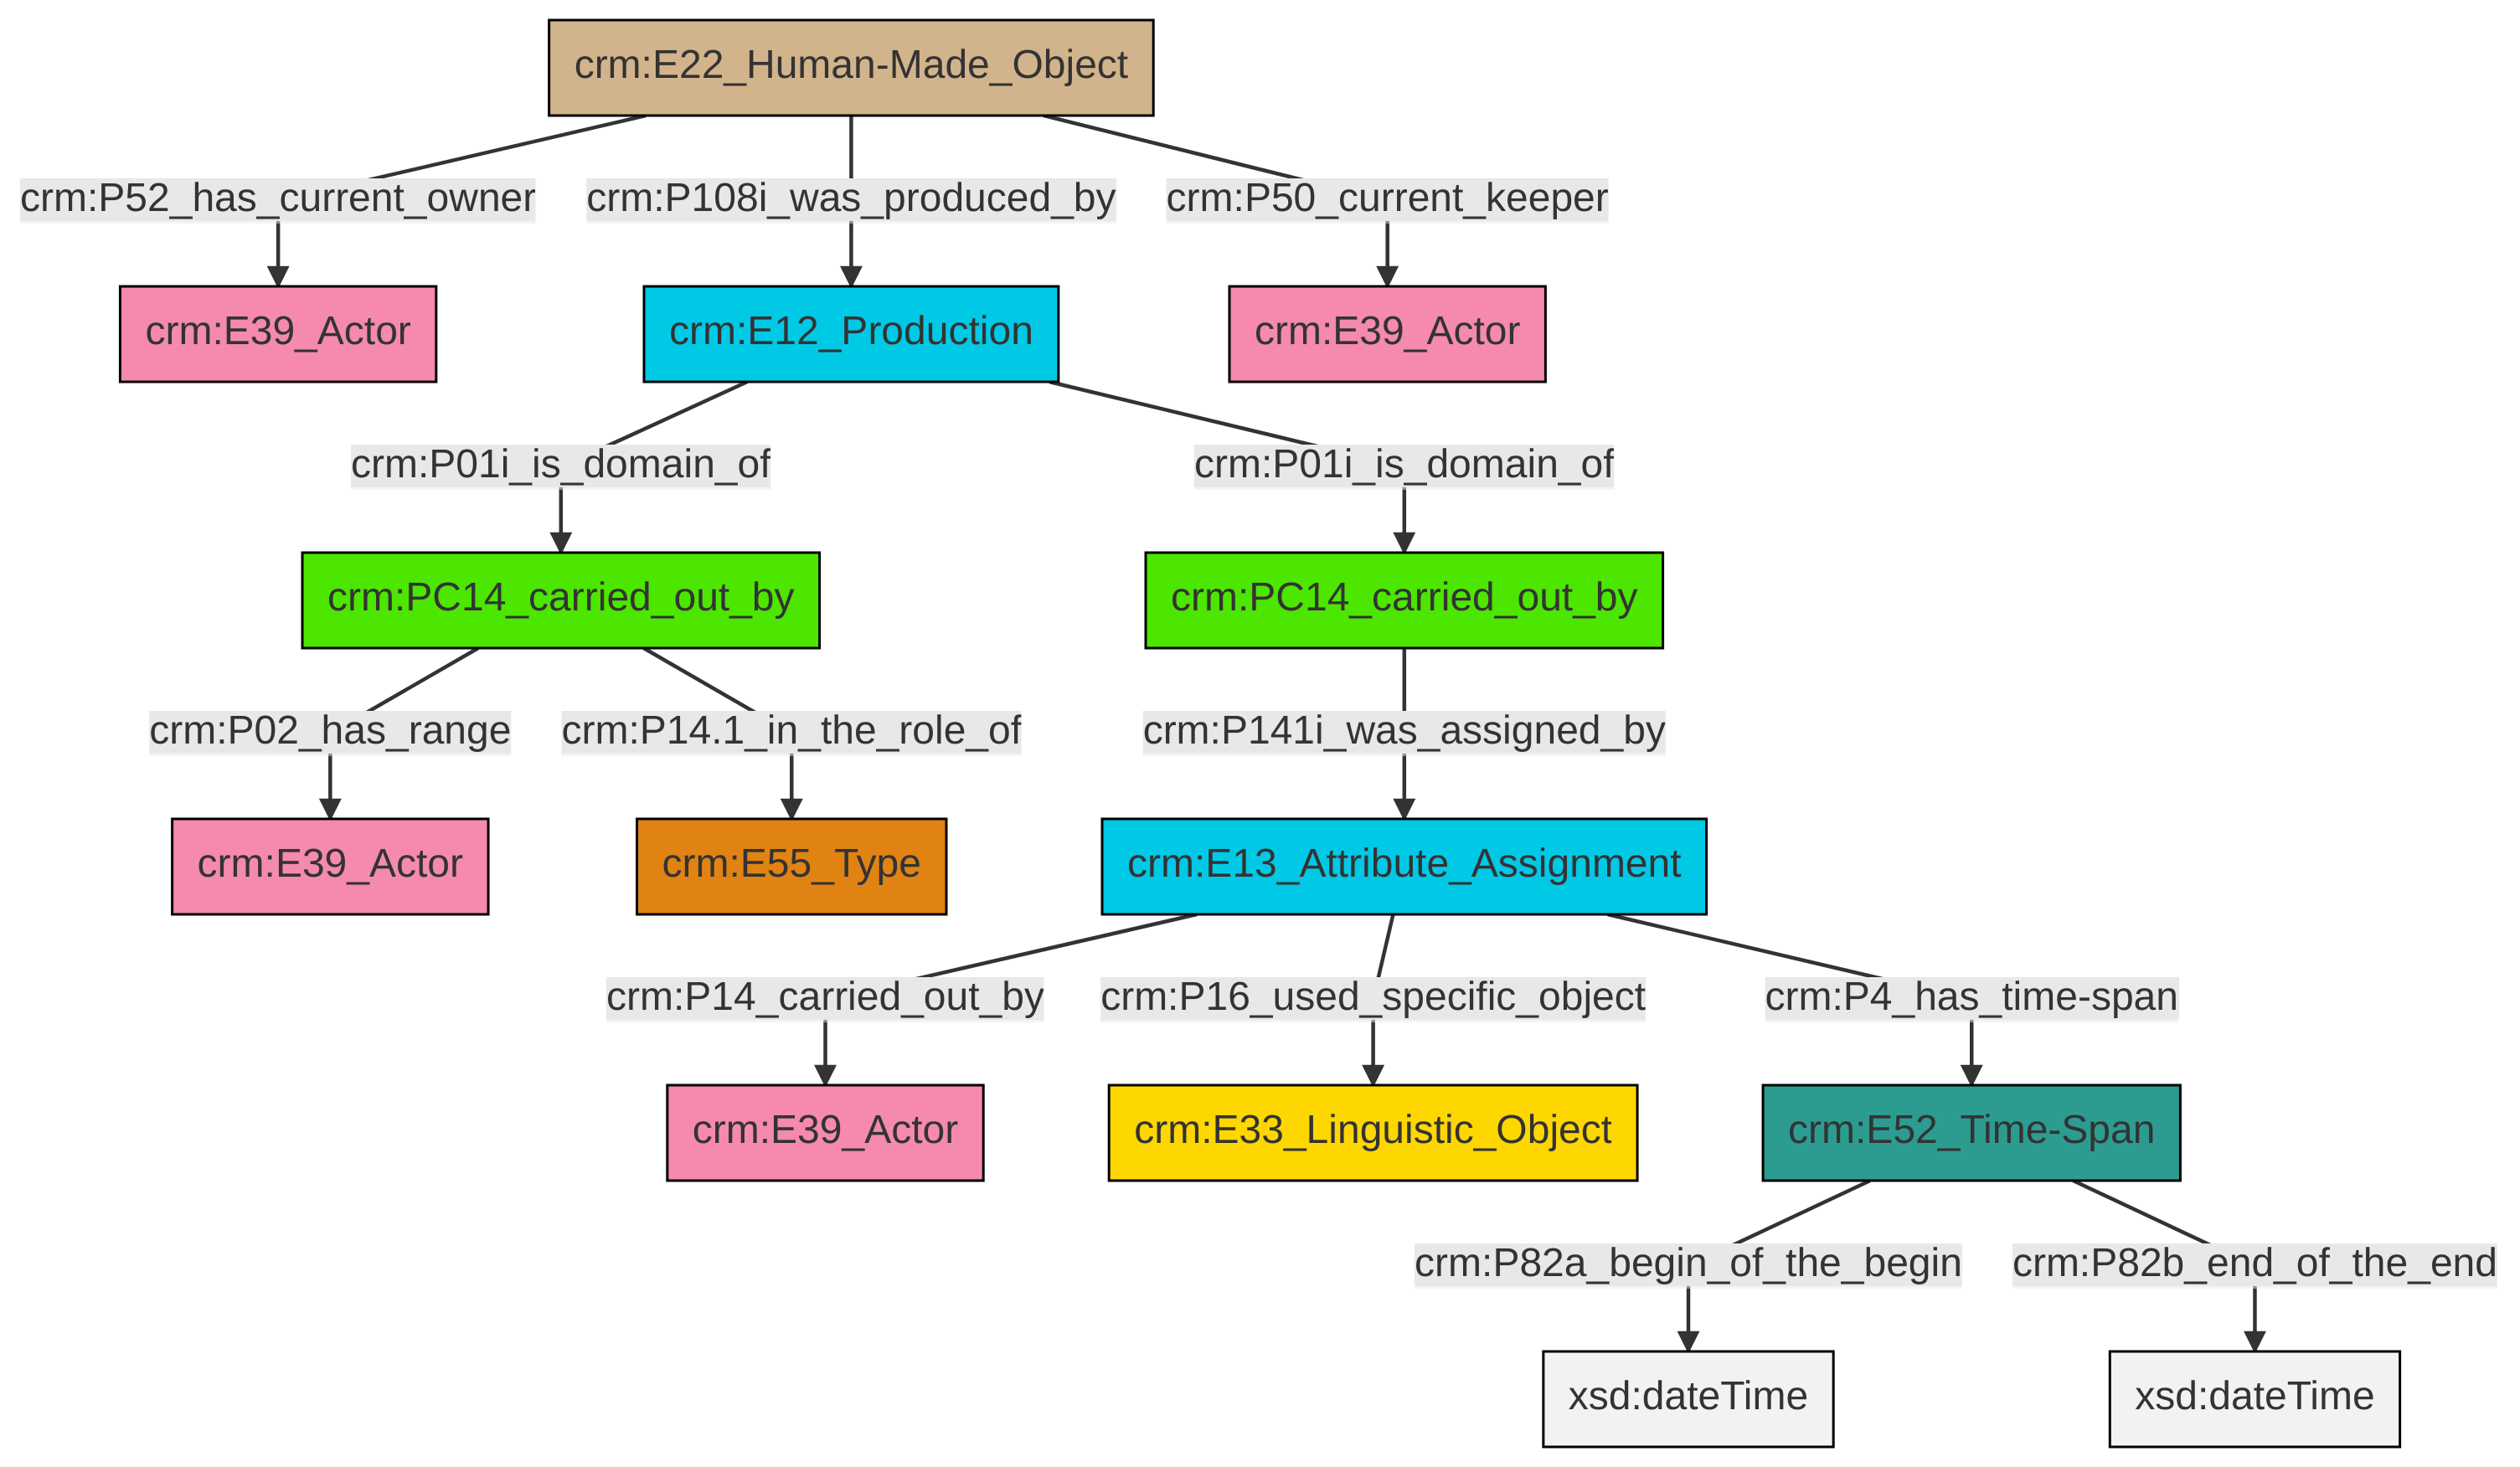 crm:E22_Human-Made_Object
crm:P52_has_current_owner
crm:P108i_was_produced_by
crm:P50_current_keeper
crm:E39_Actor
crm:E12_Production
crm:E39_Actor
crm:P01i_is_domain_of
crm:P01i_is_domain_of
crm:PC14_carried_out_by
crm:PC14_carried_out_by
crm:P02_has_range
crm:P14.1_in_the_role_of
crm:P141i_was_assigned_by
crm:E39_Actor
crm:E55_Type
crm:E13_Attribute_Assignment
crm:P14_carried_out_by
crm:P16_used_specific_object
crm:P4_has_time-span
crm:E39_Actor
crm:E33_Linguistic_Object
crm:E52_Time-Span
crm:P82a_begin_of_the_begin
crm:P82b_end_of_the_end
xsd:dateTime
xsd:dateTime